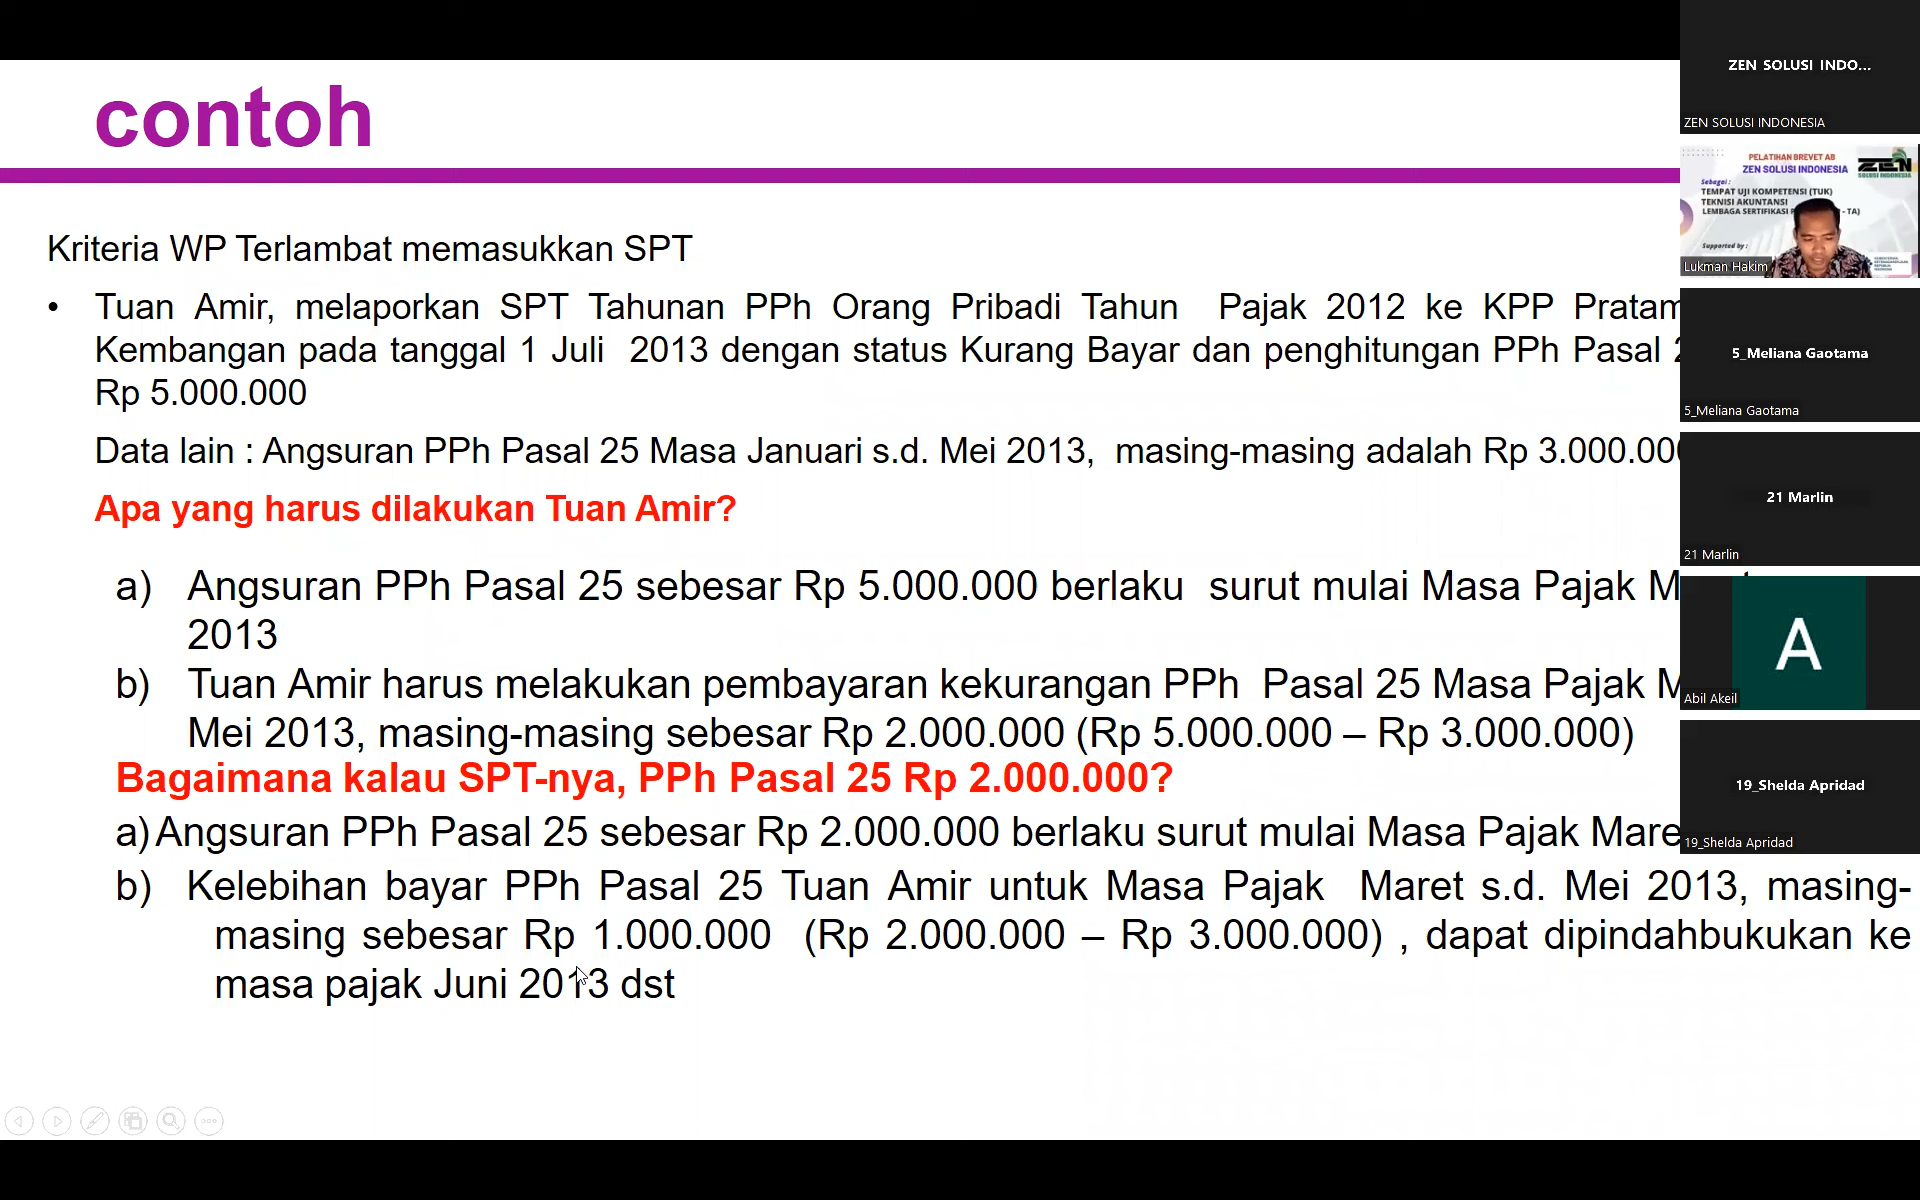 contoh
Kriteria WP Terlambat memasukkan SPT
• Tuan Amir, melaporkan SPT Tahunan PPh Orang Pribadi Tahun Pajak 2012 ke KPP
Kembangan pada tanggal 1 Juli 2013 dengan status Kurang Bayar dan penghitungan PPh Pasal
Rp 5.000.000
Data lain : Angsuran PPh Pasal 25 Masa Januari s.d. Mei 2013, masing-masing adalah Rp
Apa yang harus dilakukan Tuan Amir?
a) Angsuran PPh Pasal 25 sebesar Rp 5.000.000 berlaku surut mulai Masa Pajak
2013
b) Tuan Amir harus melakukan pembayaran kekurangan PPh Pasal 25 Masa Pajak
Mei 2013, masing-masing sebesar Rp 2.000.000 (Rp 5.000.000 – Rp 3.000.000)
Bagaimana kalau SPT-nya, PPh Pasal 25 Rp 2.000.000?
a) Angsuran PPh Pasal 25 sebesar Rp 2.000.000 berlaku surut mulai Masa Pajak
b) Kelebihan bayar PPh Pasal 25 Tuan Amir untuk Masa Pajak Maret s.d. Mei 2013, masing-
masing sebesar Rp 1.000.000 (Rp 2.000.000 – Rp 3.000.000) , dapat dipindahbukukan ke
masa pajak Juni 2013 dst
ZEN SOLUSI INDO...
ZEN SOLUSI INDONESIA
PELATIHAN BREVET AB
ZEN SOLUSI INDONESIA
ZEN
SOLUSI INDONESIA
Sebagai :
TEMPAT UJI KOMPETENSI (TUK)
TEKNISI AKUNTANSI
LEMBAGA SERTIFIKASI - TA)
Supported by :
Lukman Hakim
5_Meliana Gaotama
5_Meliana Gaotama
21 Marlin
21 Marlin
A
Abil Akeil
19_Shelda Apridad
19_Shelda Apridad